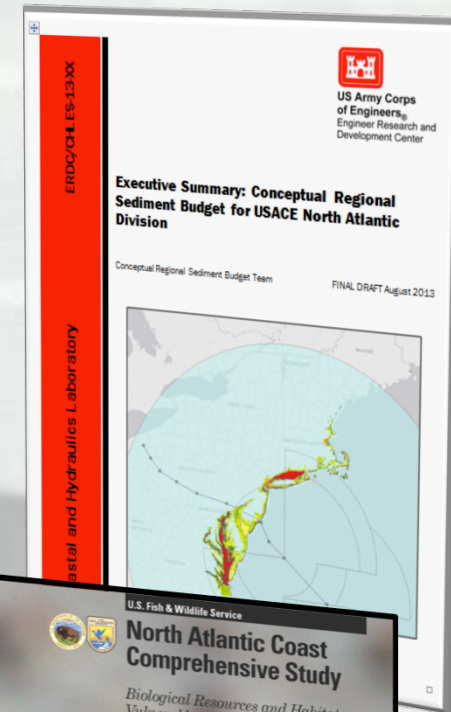 ERDC/CHL ES-13-XX
US Army Corps
of Engineers®
Engineer Research and
Development Center
Executive Summary: Conceptual Regional
Sediment Budget for USACE North Atlantic
Division
Conceptual Regional Sediment Budget Team
FINAL DRAFT August 2013
astal and Hydraulics Laboratory
U.S. Fish & Wildlife Service
North Atlantic Coast
Comprehensive Study
Biological Resources and